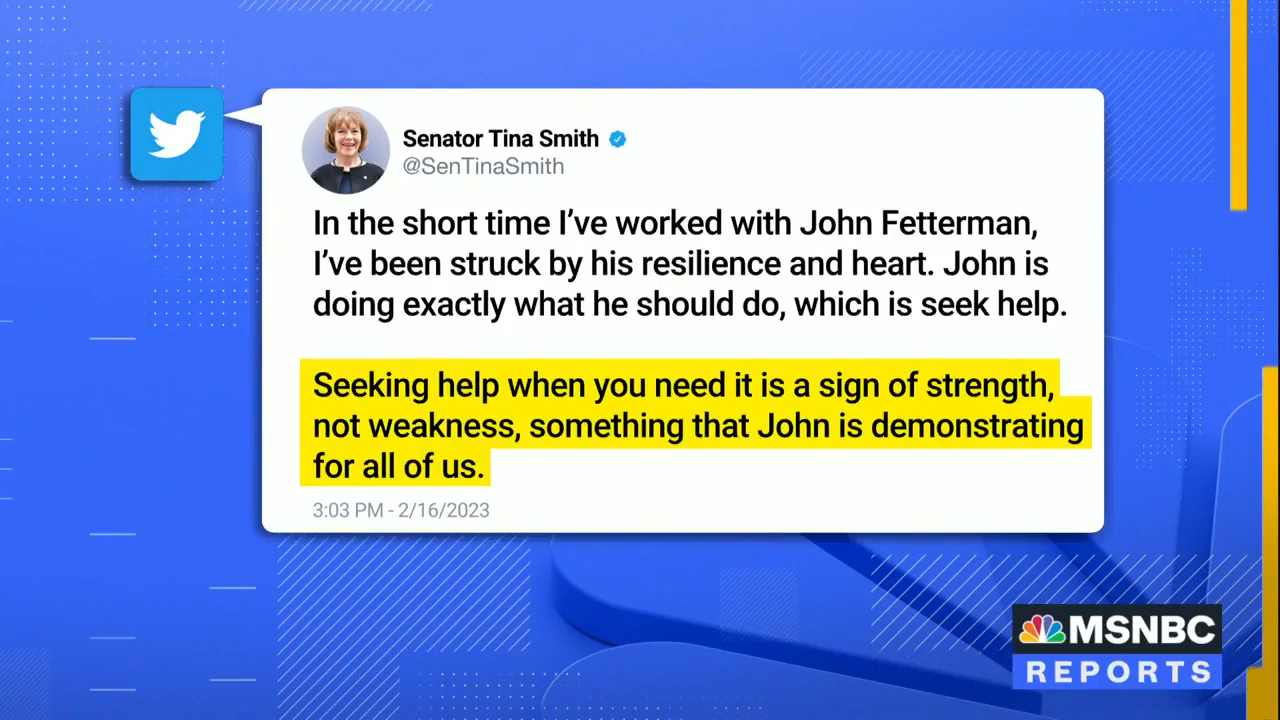 Senator Tina Smith
@SenTinaSmith
In the short time I’ve worked with John Fetterman,
I’ve been struck by his resilience and heart. John is
doing exactly what he should do, which is seek help.
Seeking help when you need it is a sign of strength,
not weakness, something that John is demonstrating
for all of us.
3:03 PM - 2/16/2023
MSNBC
REPORTS